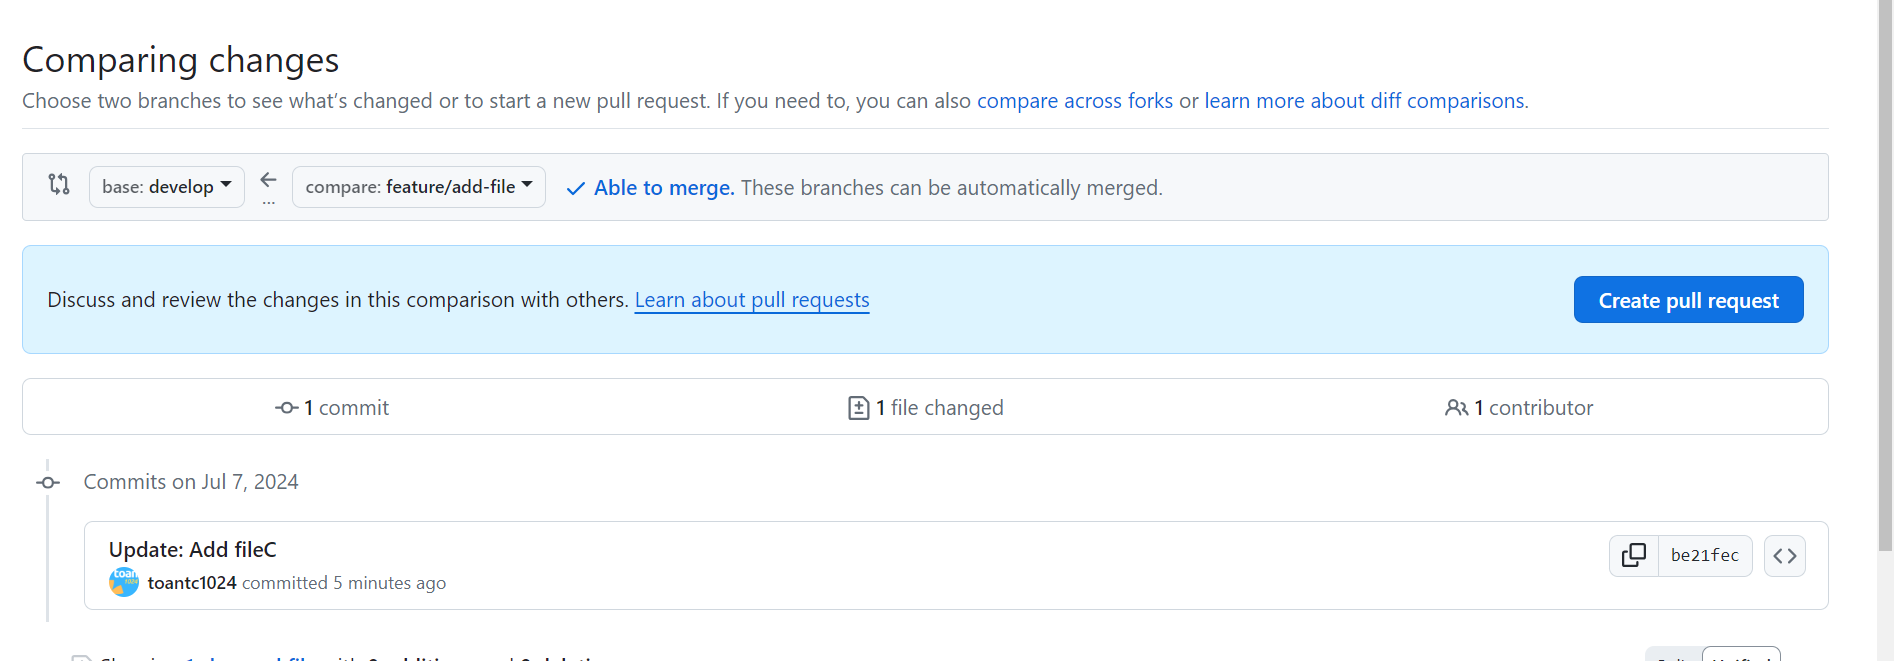 Comparing changes
Choose two branches to see what's changed or to start a new pull request. If you need to, you can also compare across forks or learn more about diff comparisons.
base: develop ← ... compare: feature/add-file ✓ Able to merge. These branches can be automatically merged.
Discuss and review the changes in this comparison with others. Learn about pull requests Create pull request
1 commit 1 file changed 1 contributor
Commits on Jul 7, 2024
Update: Add fileC
be21fec
toantc1024 committed 5 minutes ago